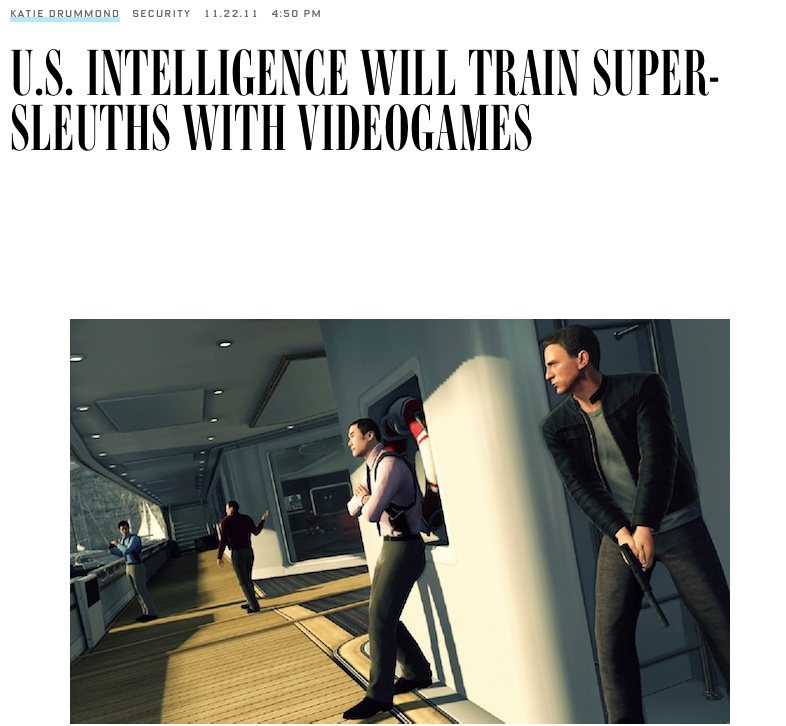 KATIE DRUMMOND SECURITY 11.22.11 4:50 PM
U.S. INTELLIGENCE WILL TRAIN SUPER-
SLEUTHS WITH VIDEOGAMES